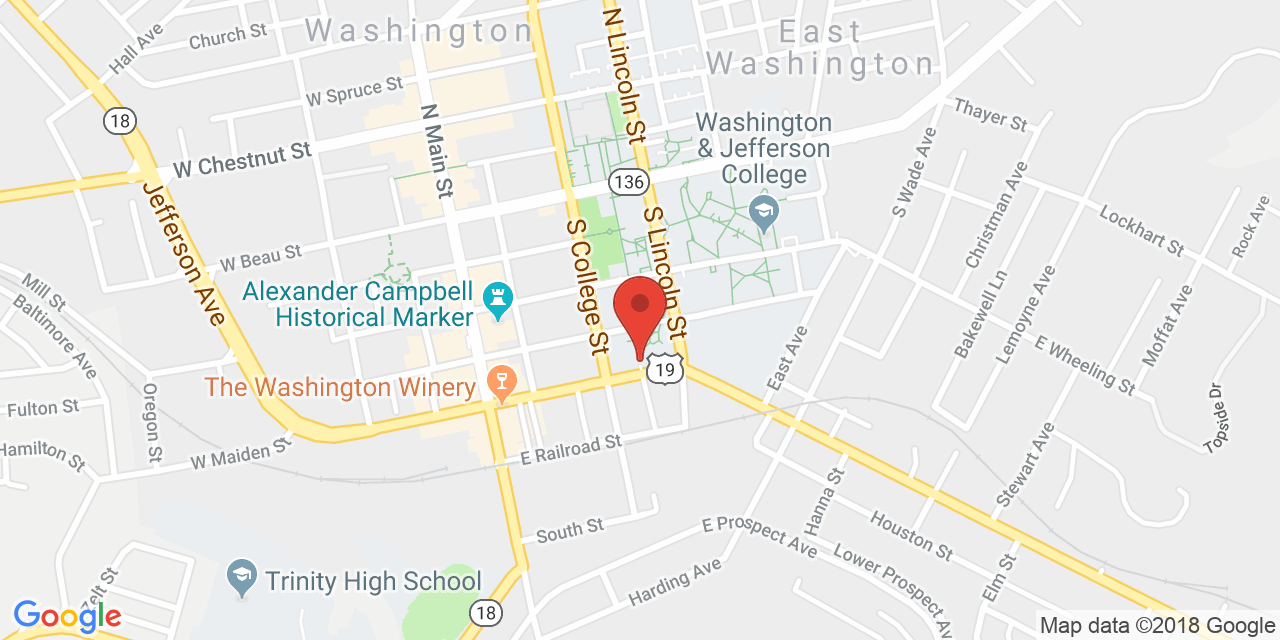 Washington
East
Washington
Hall Ave
Church St
N Lincoln St
W Spruce St
18
N Main St
Thayer St
Washington
& Jefferson
College
W Chestnut St
136
S Wade Ave
Christman Ave
Jefferson Ave
S College St
S Lincoln St
Lockhart St
Rock Ave
W Beau St
Mill St
Baltimore Ave
Alexander Campbell
Historical Marker
Bakewell Ln
Lemoyne Ave
Moffat Ave
E Wheeling St
East Ave
19
The Washington Winery
Oregon St
Fulton St
Topside Dr
Hamilton St
W Maiden St
E Railroad St
Stewart Ave
Hanna St
South St
E Prospect Ave
Houston St
Lower Prospect Ave
Harding Ave
Elm St
Trinity High School
Zelt St
18
Google
Map data ©2018 Google